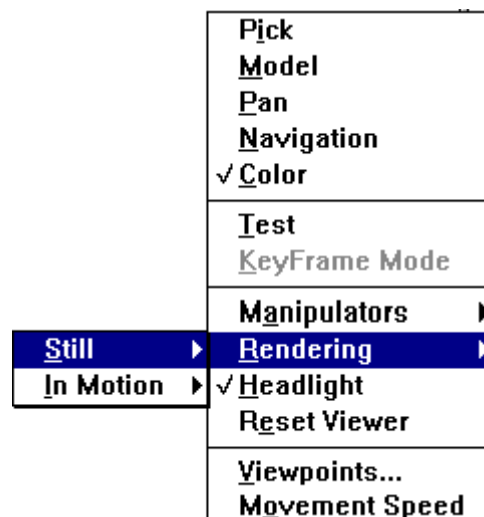 Pick
Model
Pan
Navigation
√ Color
Test
KeyFrame Mode
Manipulators
Still
Rendering
In Motion
√ Headlight
Reset Viewer
Viewpoints...
Movement Speed